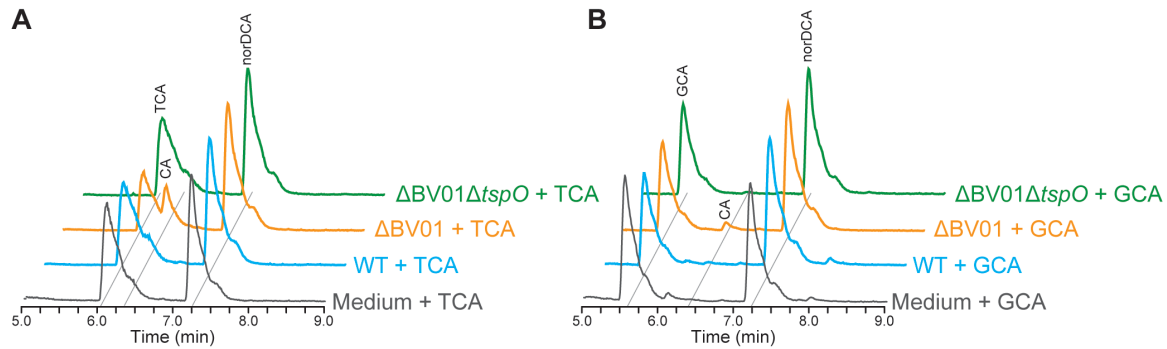 A
norDCA
TCA
CA
ΔBV01ΔtspO + TCA
ΔBV01 + TCA
WT + TCA
Medium + TCA
5.0 6.0 7.0 8.0 9.0
Time (min)
B
norDCA
GCA
CA
ΔBV01ΔtspO + GCA
ΔBV01 + GCA
WT + GCA
Medium + GCA
5.0 6.0 7.0 8.0 9.0
Time (min)